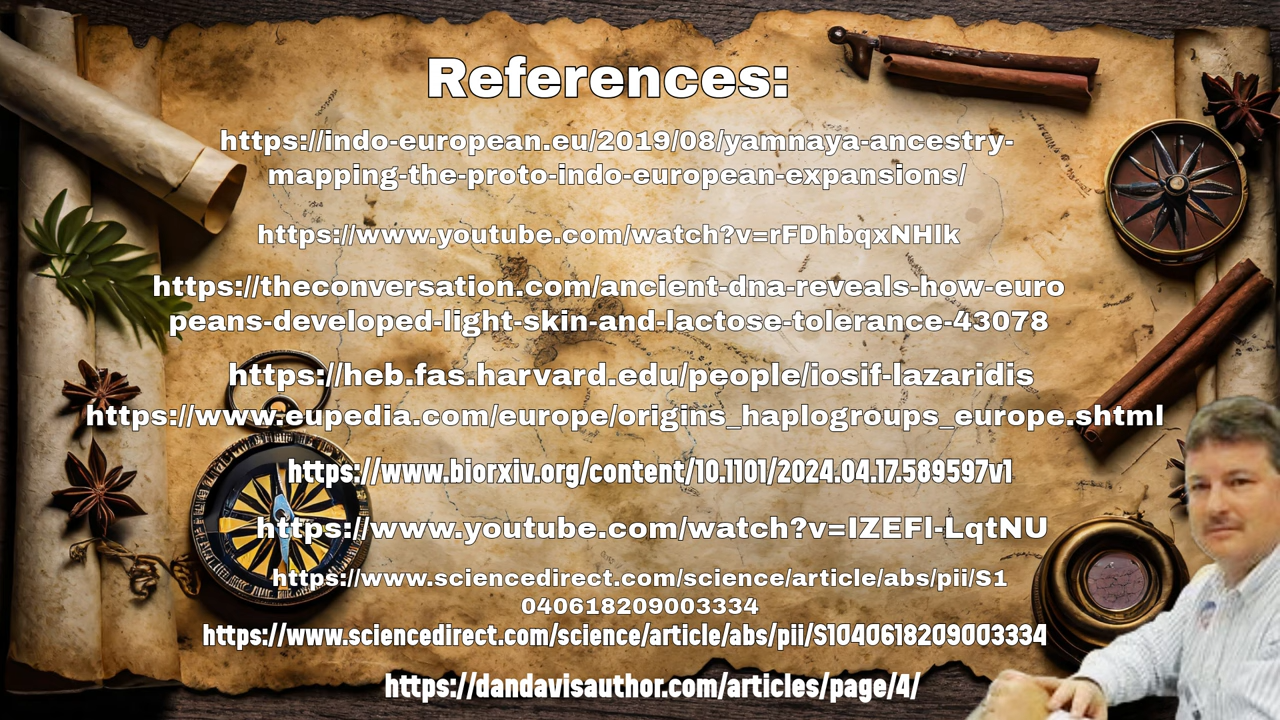 References:
https://indo-european.eu/2019/08/yamnaya-ancestry-
mapping-the-proto-indo-european-expansions/
https://www.youtube.com/watch?v=rFDhbqxNHIk
https://theconversation.com/ancient-dna-reveals-how-euro
peans-developed-light-skin-and-lactose-tolerance-43078
https://heb.fas.harvard.edu/people/iosif-lazaridis
https://www.eupedia.com/europe/origins_haplogroups_europe.shtml
https://www.biorxiv.org/content/10.1101/2024.04.17.589597v1
https://www.youtube.com/watch?v=IZEFl-LqtNU
https://www.sciencedirect.com/science/article/abs/pii/S1
040618209003334
https://www.sciencedirect.com/science/article/abs/pii/S1040618209003334
https://dandavisauthor.com/articles/page/4/